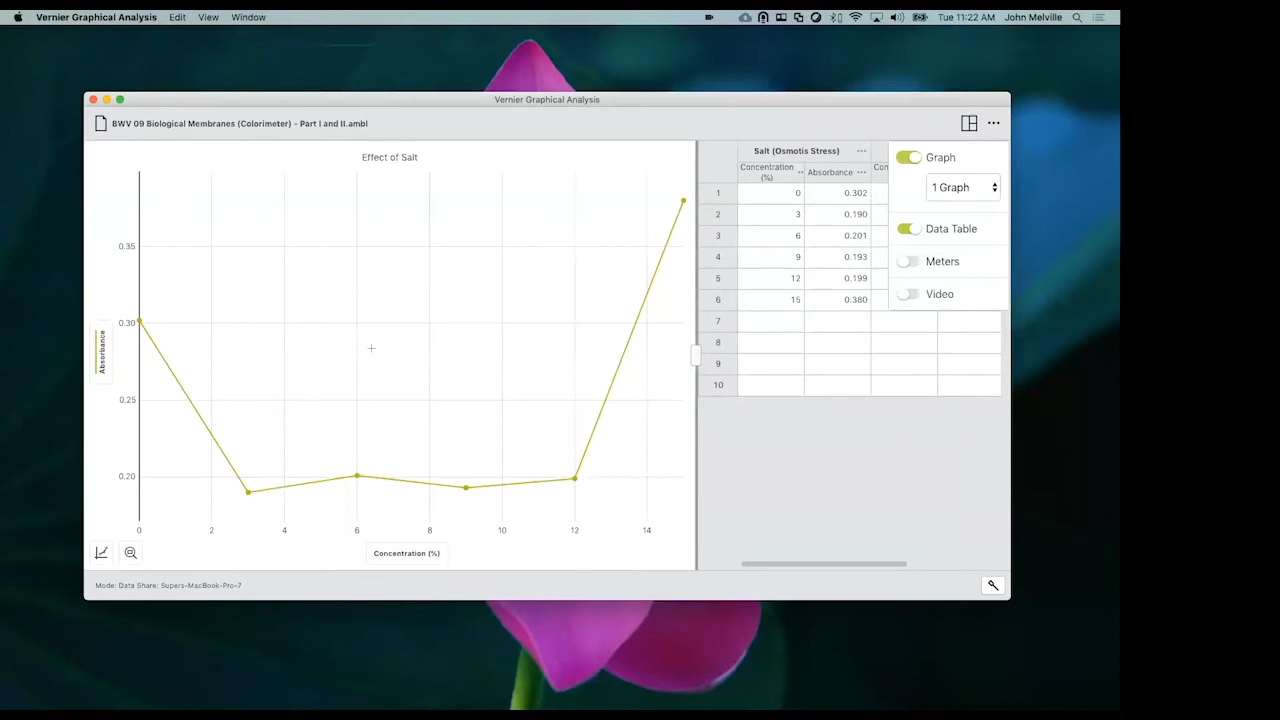 Vernier Graphical Analysis Edit View Window Tue 11:22 AM John Melville
Vernier Graphical Analysis
BWV 09 Biological Membranes (Colorimeter) - Part I and II.ambl
Effect of Salt
0.35
0.30
0.25
0.20
Absorbance
0 2 4 6 8 10 12 14
Concentration (%)
Salt (Osmotis Stress)
Concentration (%) Absorbance Con
1 0 0.302
2 3 0.190
3 6 0.201
4 9 0.193
5 12 0.199
6 15 0.380
7
8
9
10
Graph
1 Graph
Data Table
Meters
Video
Mode: Data Share: Supers-MacBook-Pro-7